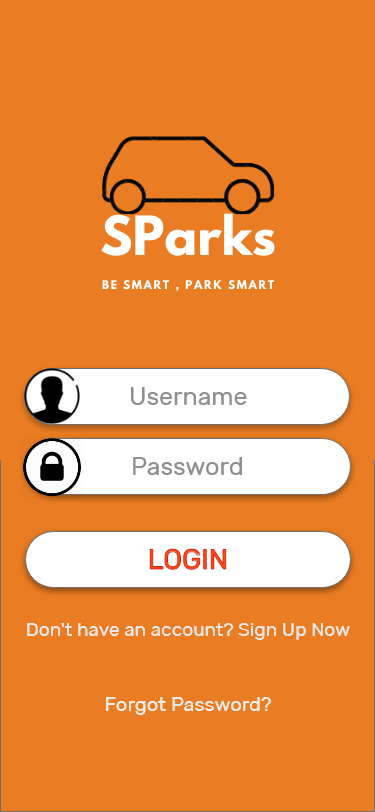 SParks
BE SMART , PARK SMART
Username
Password
LOGIN
Don't have an account? Sign Up Now
Forgot Password?